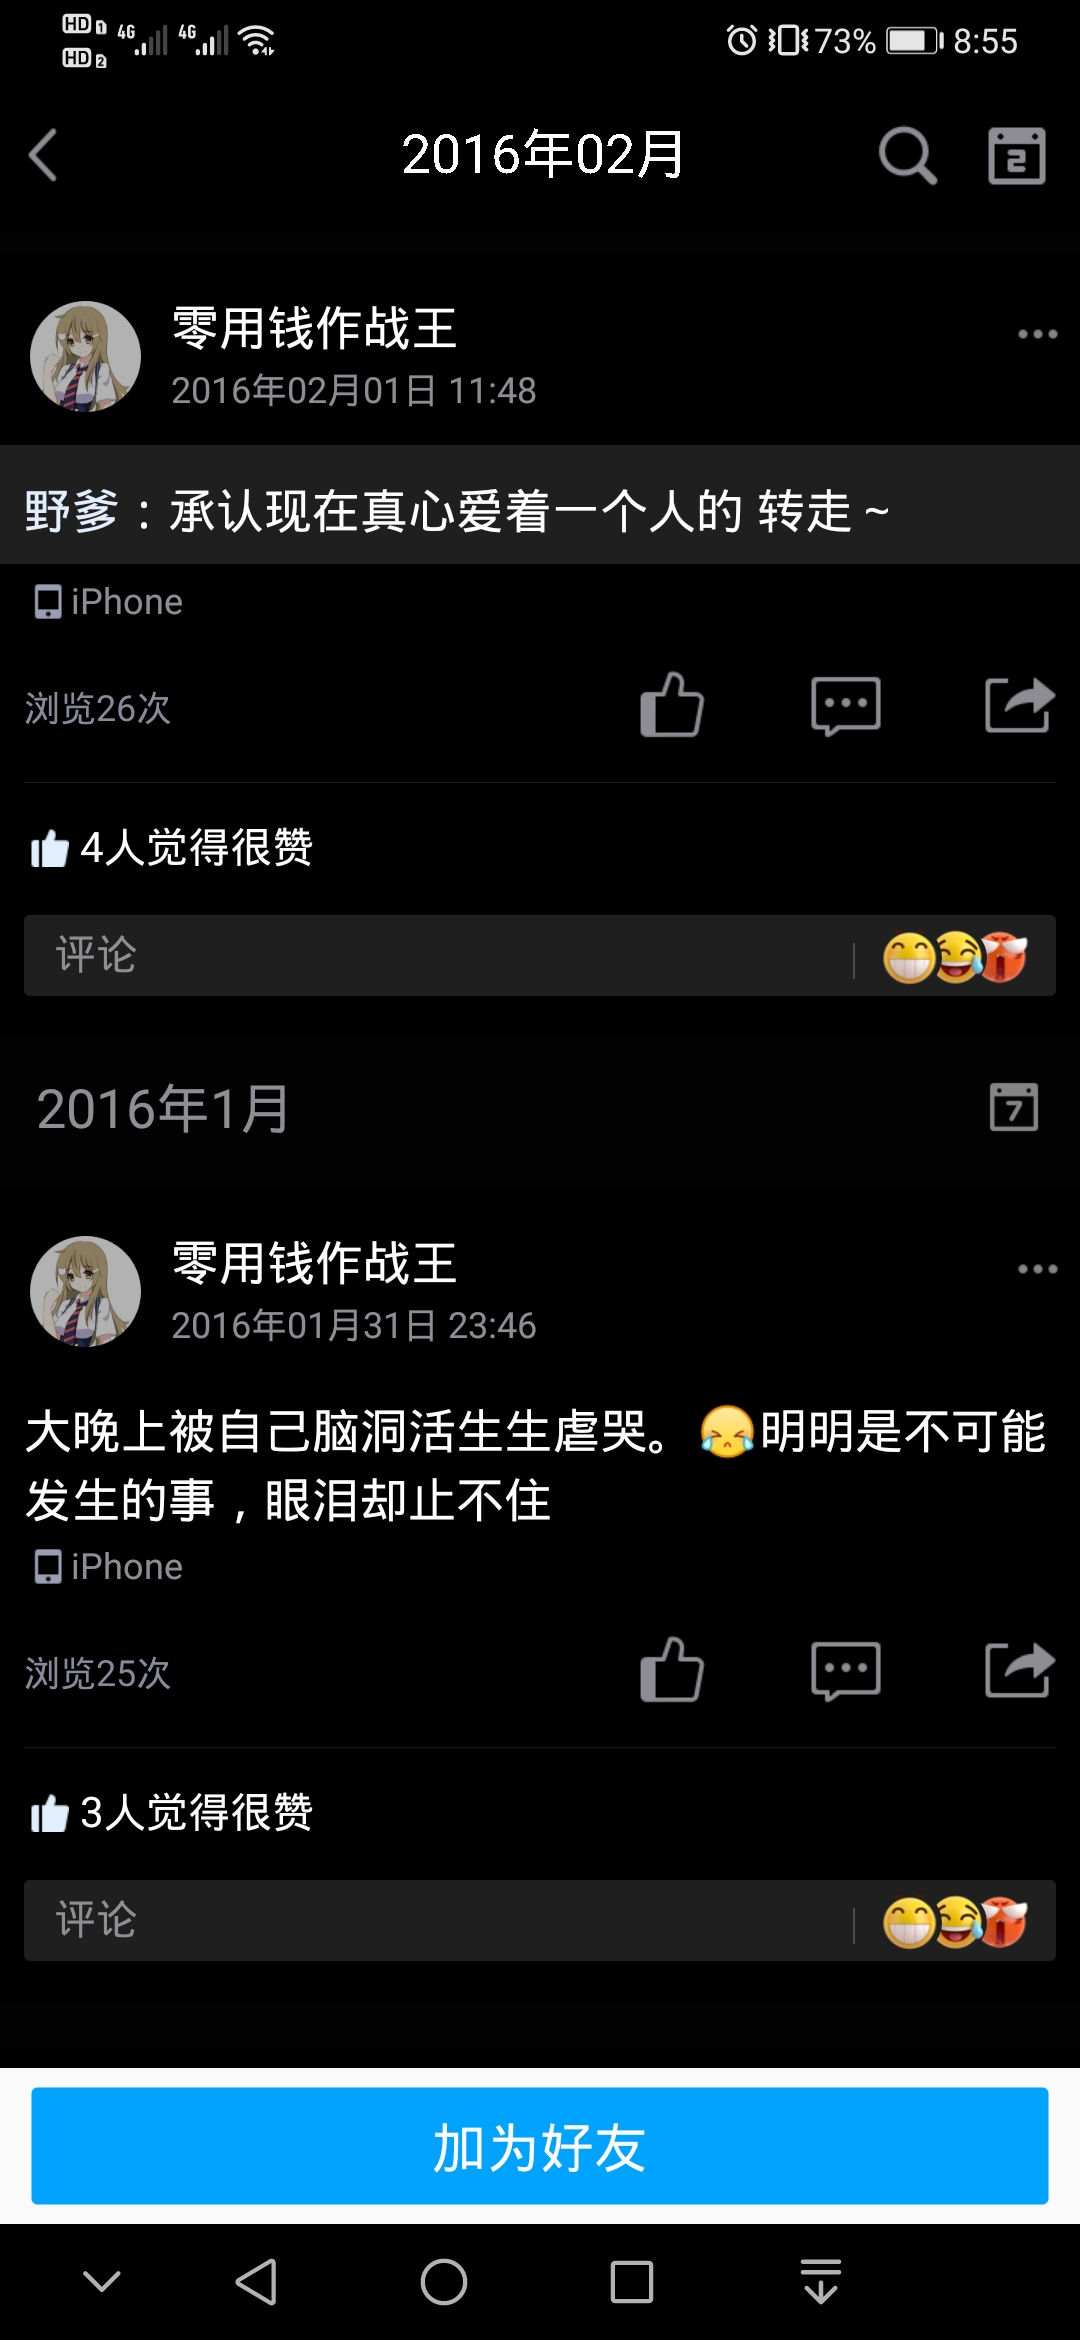 HD 1 4G 4G 73% 8:55
HD 2
2016年02月
2
零用钱作战王
2016年02月01日 11:48
野爹：承认现在真心爱着一个人的 转走～
iPhone
浏览26次
4人觉得很赞
评论
2016年1月
7
零用钱作战王
2016年01月31日 23:46
大晚上被自己脑洞活生生虐哭。😹明明是不可能
发生的事，眼泪却止不住
iPhone
浏览25次
3人觉得很赞
评论
加为好友